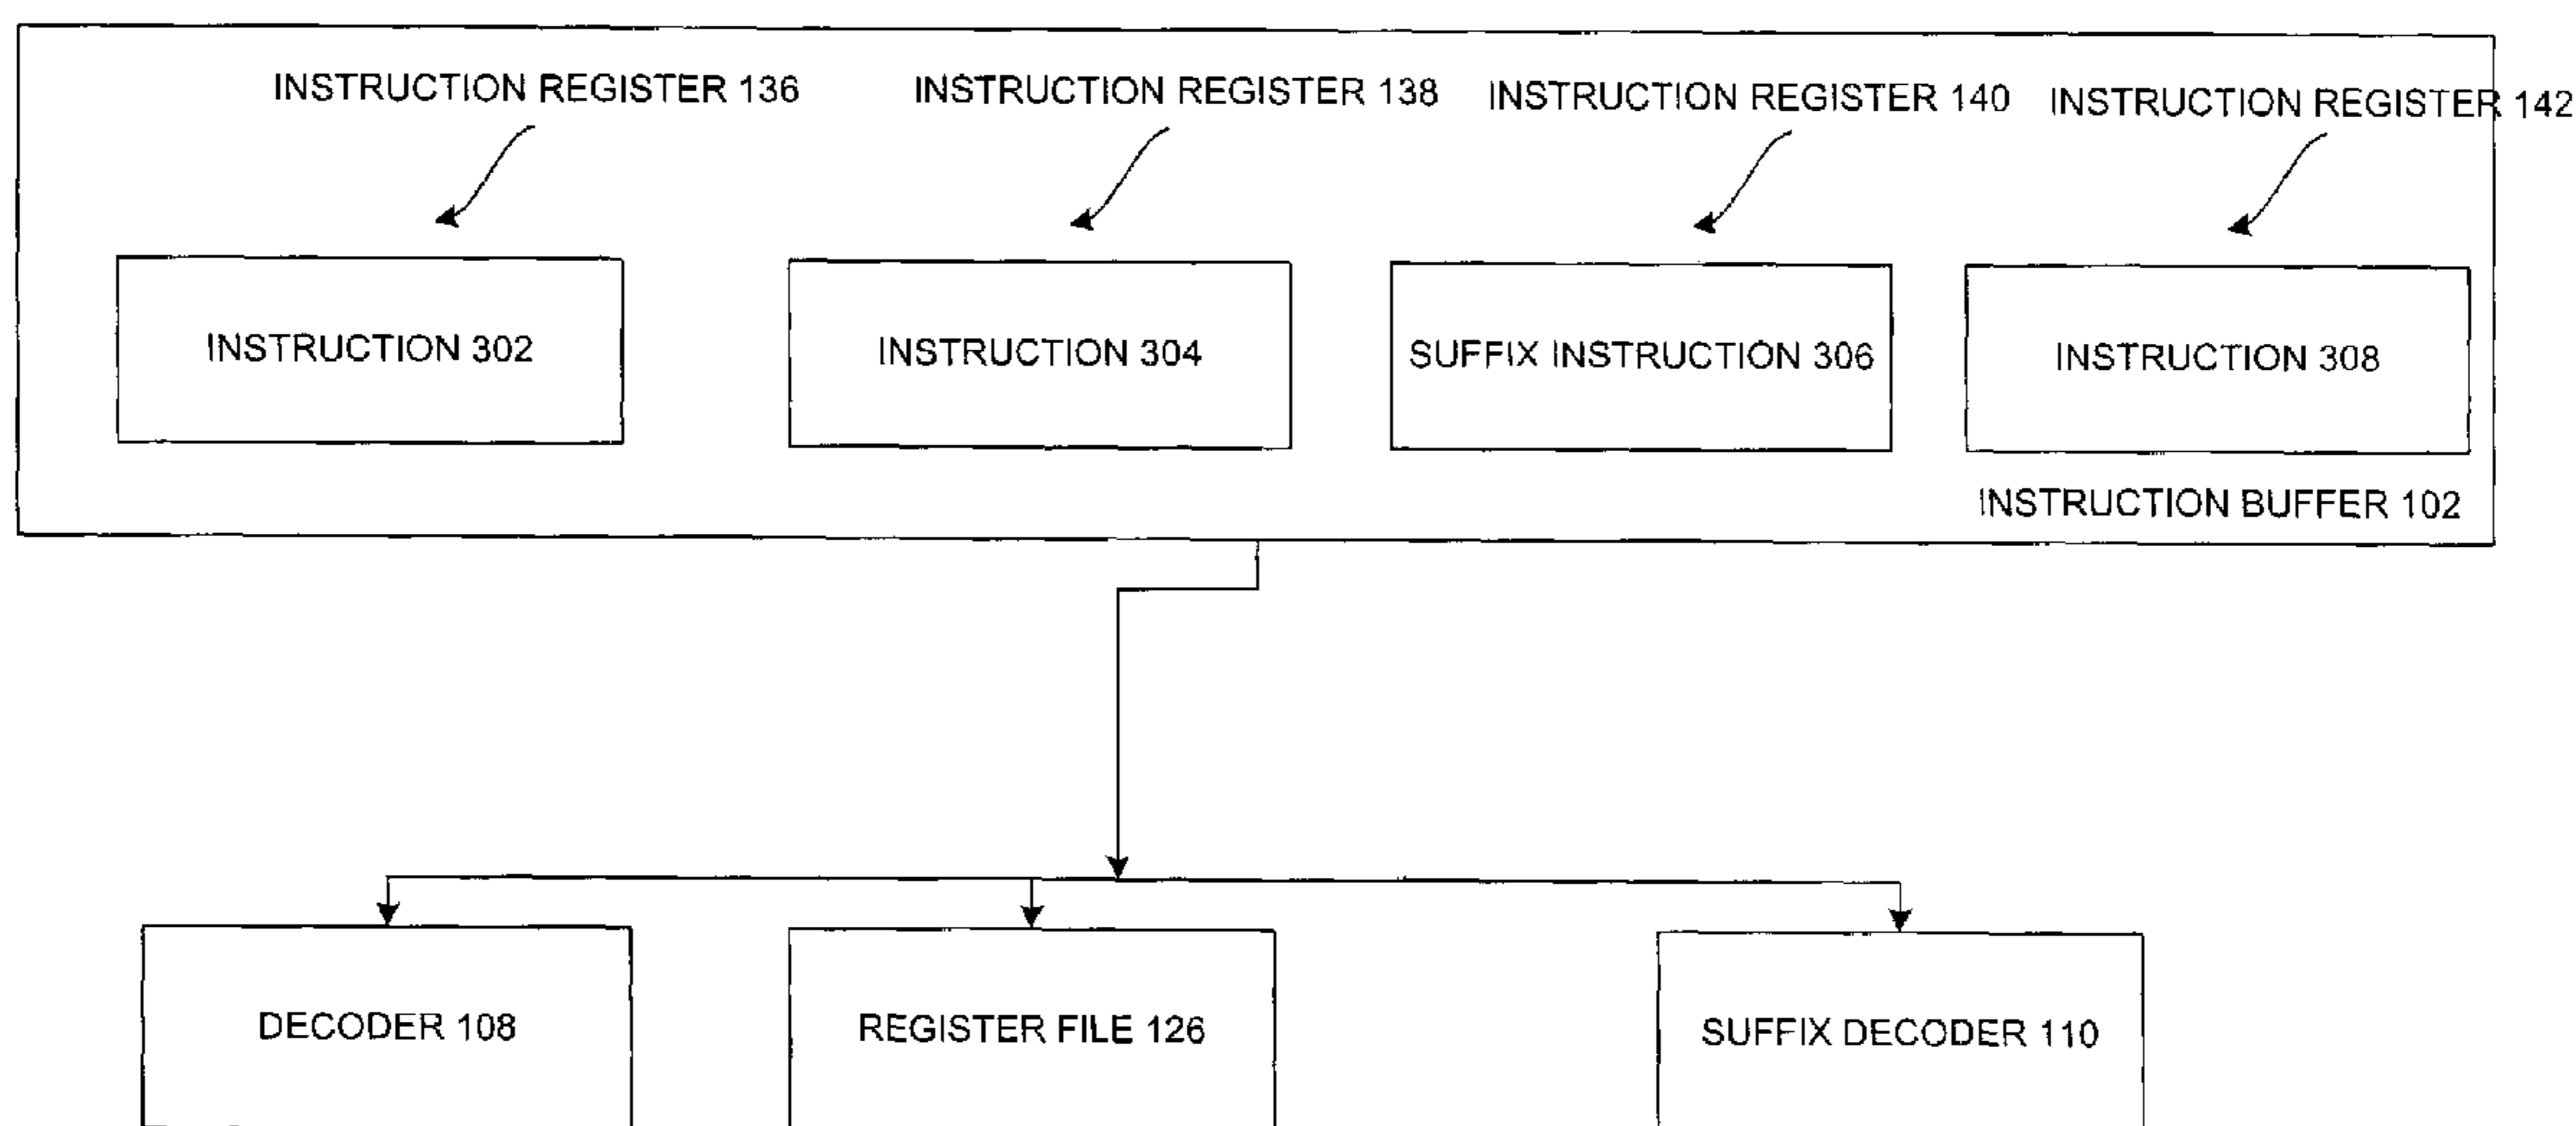 INSTRUCTION REGISTER 136
INSTRUCTION REGISTER 138
INSTRUCTION REGISTER 140
INSTRUCTION REGISTER 142
INSTRUCTION 302
INSTRUCTION 304
SUFFIX INSTRUCTION 306
INSTRUCTION 308
INSTRUCTION BUFFER 102
DECODER 108
REGISTER FILE 126
SUFFIX DECODER 110